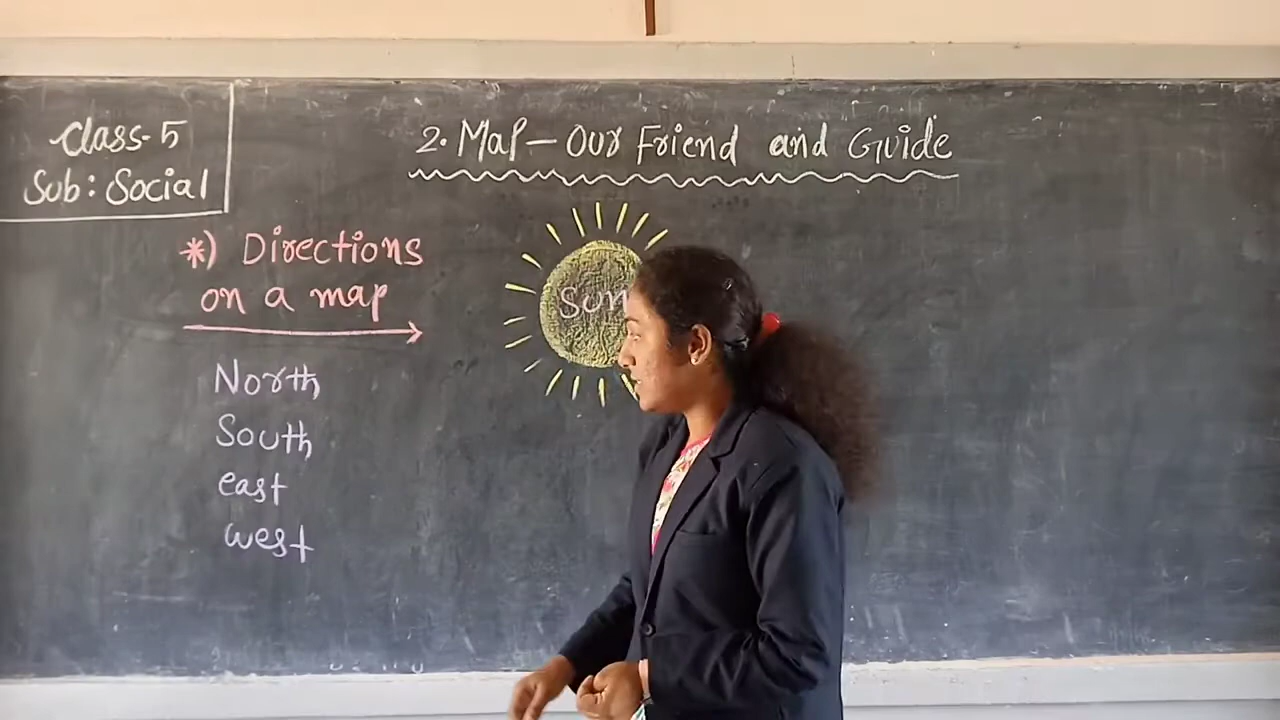 Class-5
Sub: Social
2. Map - Our Friend and Guide
*) Directions
on a map
Sun
North
South
east
west